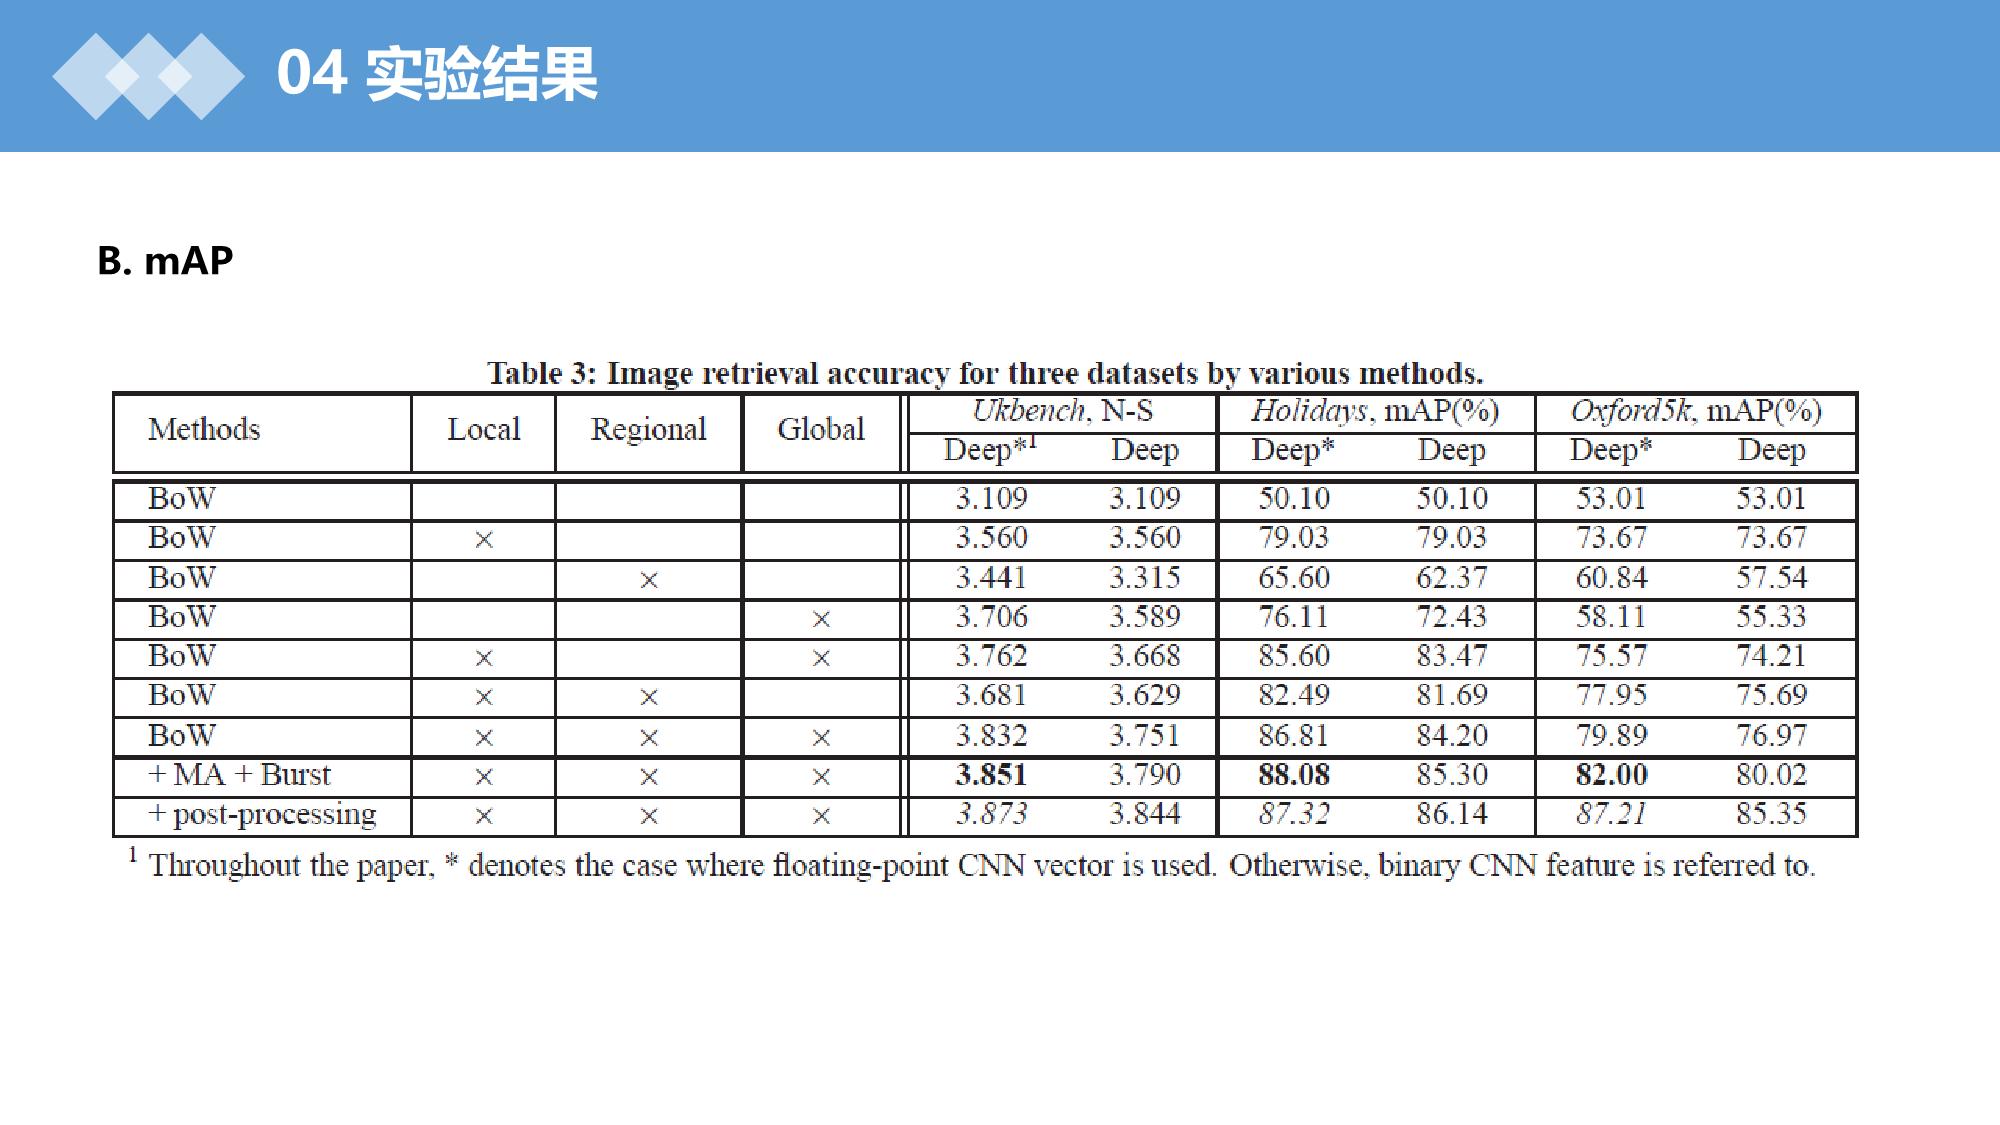 04 实验结果
B. mAP
Table 3: Image retrieval accuracy for three datasets by various methods.
Methods Local Regional Global Ukbench, N-S Holidays, mAP(%) Oxford5k, mAP(%)
Deep*¹ Deep Deep* Deep Deep* Deep
BoW 3.109 3.109 50.10 50.10 53.01 53.01
BoW × 3.560 3.560 79.03 79.03 73.67 73.67
BoW × 3.441 3.315 65.60 62.37 60.84 57.54
BoW × 3.706 3.589 76.11 72.43 58.11 55.33
BoW × × 3.762 3.668 85.60 83.47 75.57 74.21
BoW × × 3.681 3.629 82.49 81.69 77.95 75.69
BoW × × × 3.832 3.751 86.81 84.20 79.89 76.97
+ MA + Burst × × × 3.851 3.790 88.08 85.30 82.00 80.02
+ post-processing × × × 3.873 3.844 87.32 86.14 87.21 85.35
¹ Throughout the paper, * denotes the case where floating-point CNN vector is used. Otherwise, binary CNN feature is referred to.